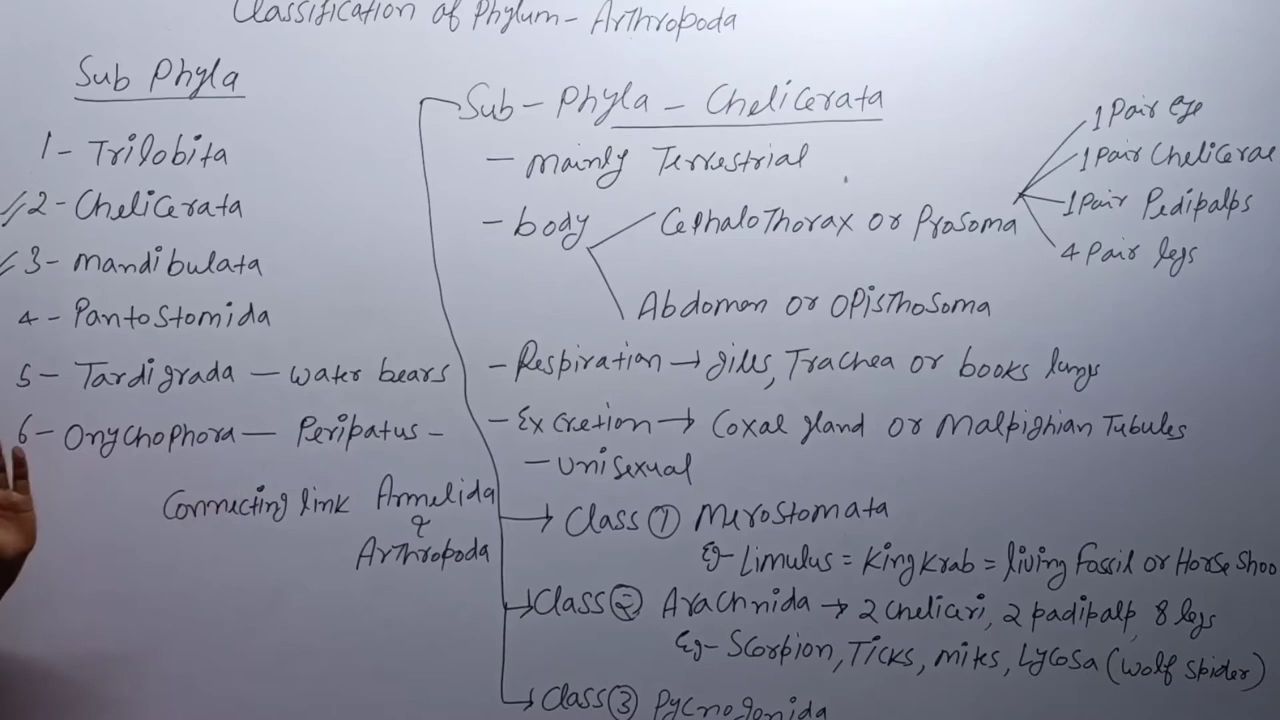 Classification of Phylum - Arthropoda
Sub Phyla
1 - Trilobita
2 - Chelicerata
3 - Mandibulata
4 - Pantostomida
5 - Tardigrada - water bears
6 - Onychophora - Peripatus -
Connecting link Annelida
&
Arthropoda
Sub - Phyla - Chelicerata
- Mainly Terrestrial
- body
Cephalothorax or Prosoma
1 Pair eye
1 Pair Chelicerae
1 Pair Pedipalps
4 Pair legs
Abdoman or Opisthosoma
- Respiration → gills, Trachea or books lungs
- Excretion → Coxal gland or Malpighian Tubules
- Unisexual
→ Class ① Merostomata
Eg- Limulus = King Krab = living Fossil or Horse Shoo
→ Class ② Arachnida → 2 cheliceri, 2 padipalp, 8 legs
Eg- Scorpion, Ticks, mites, Lycosa (Wolf Spider)
→ Class ③ Pycnogonida